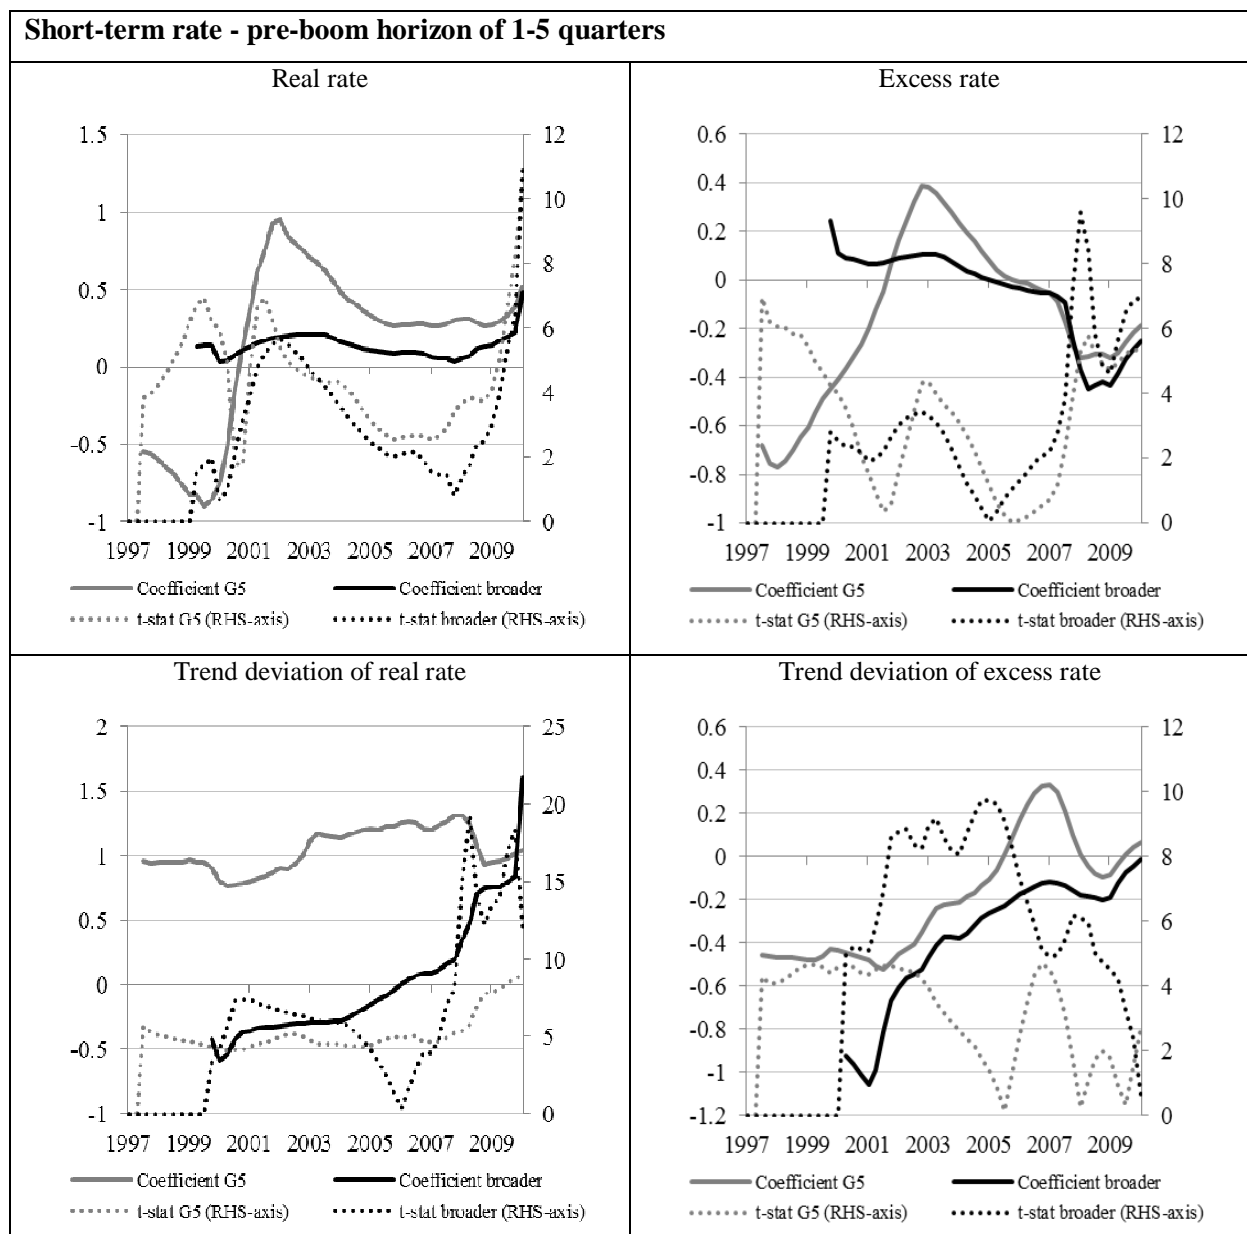 Short-term rate - pre-boom horizon of 1-5 quarters
Real rate
1.5
1
0.5
0
-0.5
-1
12
10
8
6
4
2
0
1997 1999 2001 2003 2005 2007 2009
Coefficient G5
Coefficient broader
t-stat G5 (RHS-axis)
t-stat broader (RHS-axis)
Excess rate
0.6
0.4
0.2
0
-0.2
-0.4
-0.6
-0.8
-1
12
10
8
6
4
2
0
1997 1999 2001 2003 2005 2007 2009
Coefficient G5
Coefficient broader
t-stat G5 (RHS-axis)
t-stat broader (RHS-axis)
Trend deviation of real rate
2
1.5
1
0.5
0
-0.5
-1
25
20
15
10
5
0
1997 1999 2001 2003 2005 2007 2009
Coefficient G5
Coefficient broader
t-stat G5 (RHS-axis)
t-stat broader (RHS-axis)
Trend deviation of excess rate
0.6
0.4
0.2
0
-0.2
-0.4
-0.6
-0.8
-1
-1.2
12
10
8
6
4
2
0
1997 1999 2001 2003 2005 2007 2009
Coefficient G5
Coefficient broader
t-stat G5 (RHS-axis)
t-stat broader (RHS-axis)